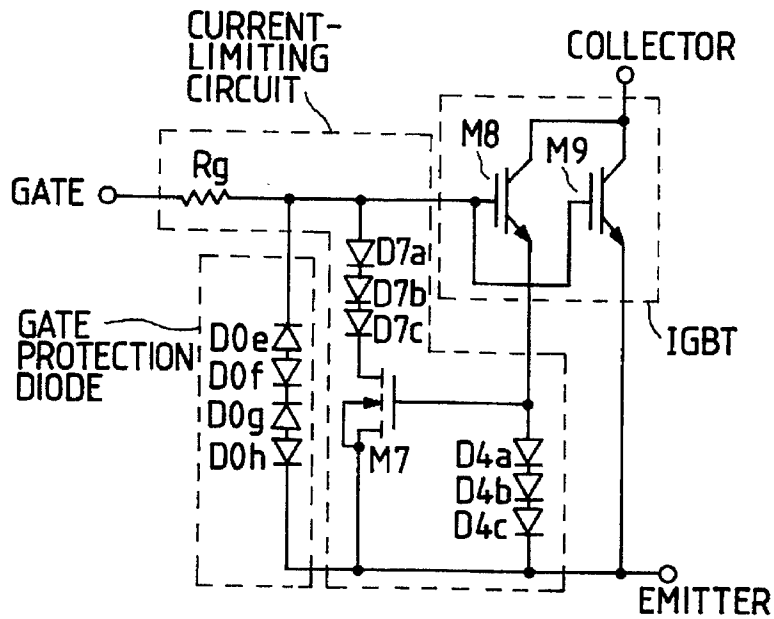 CURRENT-
LIMITING
CIRCUIT
COLLECTOR
M8
M9
Rg
GATE
D7a
D7b
D7c
IGBT
GATE
PROTECTION
DIODE
D0e
D0f
D0g
D0h
M7
D4a
D4b
D4c
EMITTER